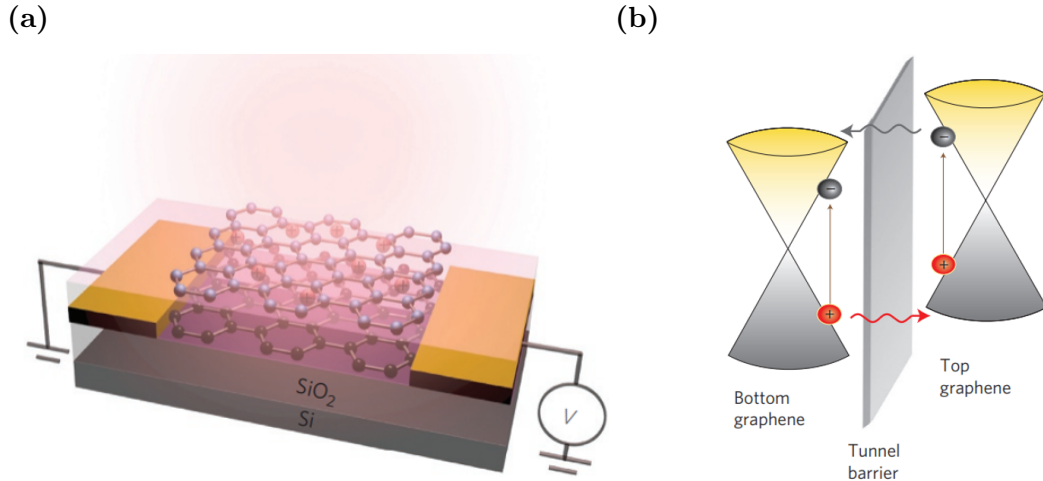 (a)
(b)
SiO2
Si
V
Bottom
graphene
Top
graphene
Tunnel
barrier